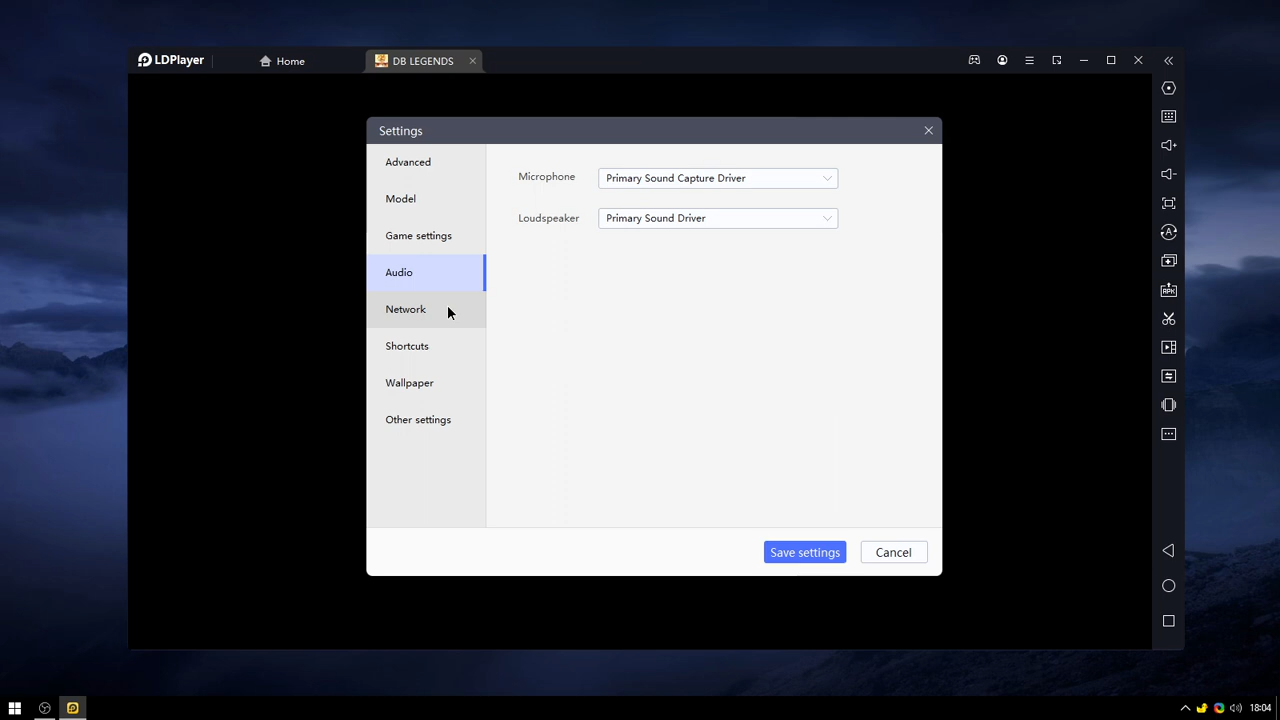 LDPlayer
Home
DB LEGENDS
Settings
Advanced
Model
Game settings
Audio
Network
Shortcuts
Wallpaper
Other settings
Microphone
Primary Sound Capture Driver
Loudspeaker
Primary Sound Driver
Save settings
Cancel
APK
18:04